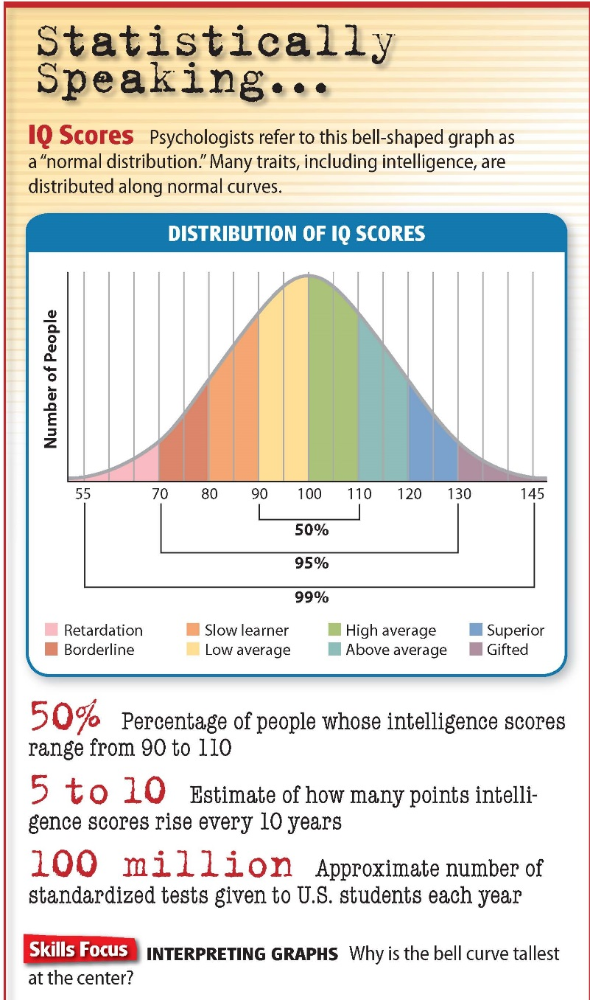 Statistically
Speaking...
IQ Scores Psychologists refer to this bell-shaped graph as
a “normal distribution.” Many traits, including intelligence, are
distributed along normal curves.
DISTRIBUTION OF IQ SCORES
Number of People
55 70 80 90 100 110 120 130 145
50%
95%
99%
Retardation Slow learner High average Superior
Borderline Low average Above average Gifted
50% Percentage of people whose intelligence scores
range from 90 to 110
5 to 10 Estimate of how many points intelli-
gence scores rise every 10 years
100 million Approximate number of
standardized tests given to U.S. students each year
Skills Focus INTERPRETING GRAPHS Why is the bell curve tallest
at the center?